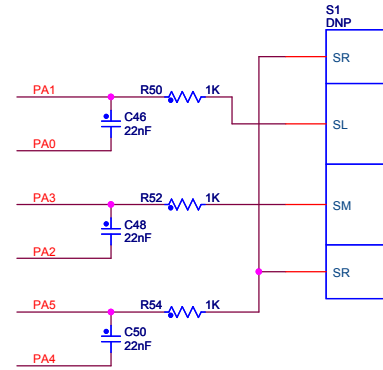 S1
DNP
SR
PA1
R50
1K
C46
22nF
SL
PA0
PA3
R52
1K
SM
C48
22nF
PA2
SR
PA5
R54
1K
C50
22nF
PA4